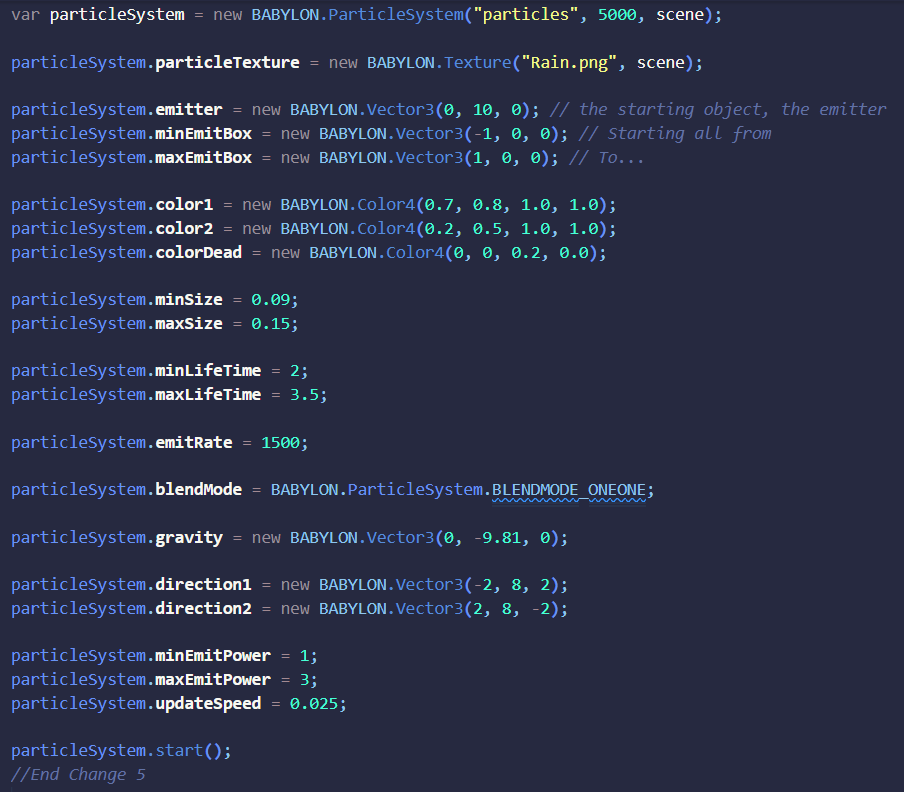 var particleSystem = new BABYLON.ParticleSystem("particles", 5000, scene);
particleSystem.particleTexture = new BABYLON.Texture("Rain.png", scene);
particleSystem.emitter = new BABYLON.Vector3(0, 10, 0); // the starting object, the emitter
particleSystem.minEmitBox = new BABYLON.Vector3(-1, 0, 0); // Starting all from
particleSystem.maxEmitBox = new BABYLON.Vector3(1, 0, 0); // To...
particleSystem.color1 = new BABYLON.Color4(0.7, 0.8, 1.0, 1.0);
particleSystem.color2 = new BABYLON.Color4(0.2, 0.5, 1.0, 1.0);
particleSystem.colorDead = new BABYLON.Color4(0, 0, 0.2, 0.0);
particleSystem.minSize = 0.09;
particleSystem.maxSize = 0.15;
particleSystem.minLifeTime = 2;
particleSystem.maxLifeTime = 3.5;
particleSystem.emitRate = 1500;
particleSystem.blendMode = BABYLON.ParticleSystem.BLENDMODE_ONEONE;
particleSystem.gravity = new BABYLON.Vector3(0, -9.81, 0);
particleSystem.direction1 = new BABYLON.Vector3(-2, 8, 2);
particleSystem.direction2 = new BABYLON.Vector3(2, 8, -2);
particleSystem.minEmitPower = 1;
particleSystem.maxEmitPower = 3;
particleSystem.updateSpeed = 0.025;
particleSystem.start();
//End Change 5